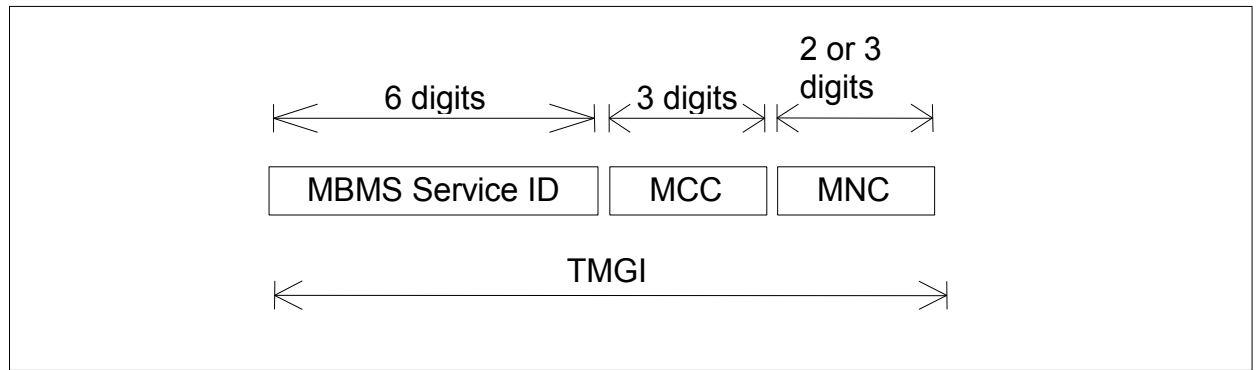 2 or 3
digits
6 digits
3 digits
MBMS Service ID
MCC
MNC
TMGI